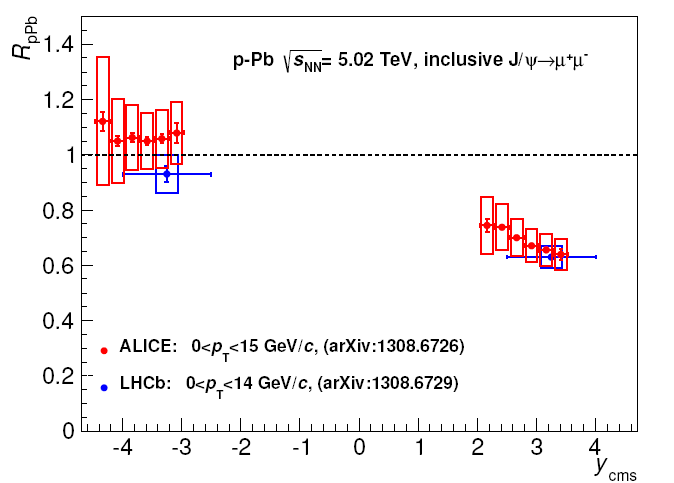 R_pPb
p-Pb √s_NN = 5.02 TeV, inclusive J/ψ→μ⁺μ⁻
1.4
1.2
1
0.8
0.6
0.4
0.2
0
ALICE: 0<p_T<15 GeV/c, (arXiv:1308.6726)
LHCb: 0<p_T<14 GeV/c, (arXiv:1308.6729)
-4 -3 -2 -1 0 1 2 3 4
y_cms